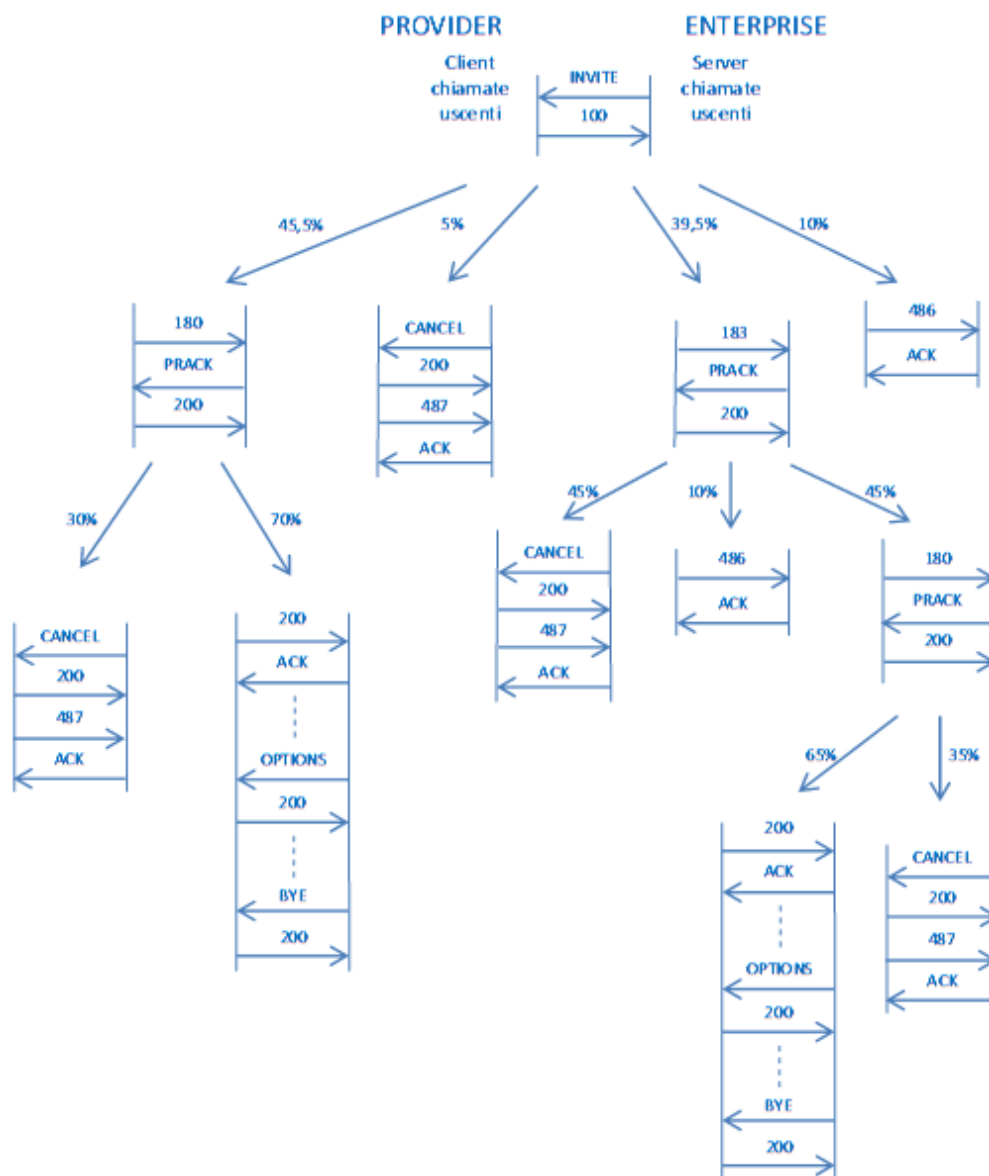 PROVIDER
ENTERPRISE
Client
chiamate
uscenti
INVITE
100
Server
chiamate
uscenti
45,5%
5%
39,5%
10%
180
PRACK
200
CANCEL
200
487
ACK
183
PRACK
200
486
ACK
30%
70%
45%
10%
45%
CANCEL
200
487
ACK
200
ACK
OPTIONS
200
BYE
200
CANCEL
200
487
ACK
486
ACK
180
PRACK
200
65%
35%
200
ACK
OPTIONS
200
BYE
200
CANCEL
200
487
ACK